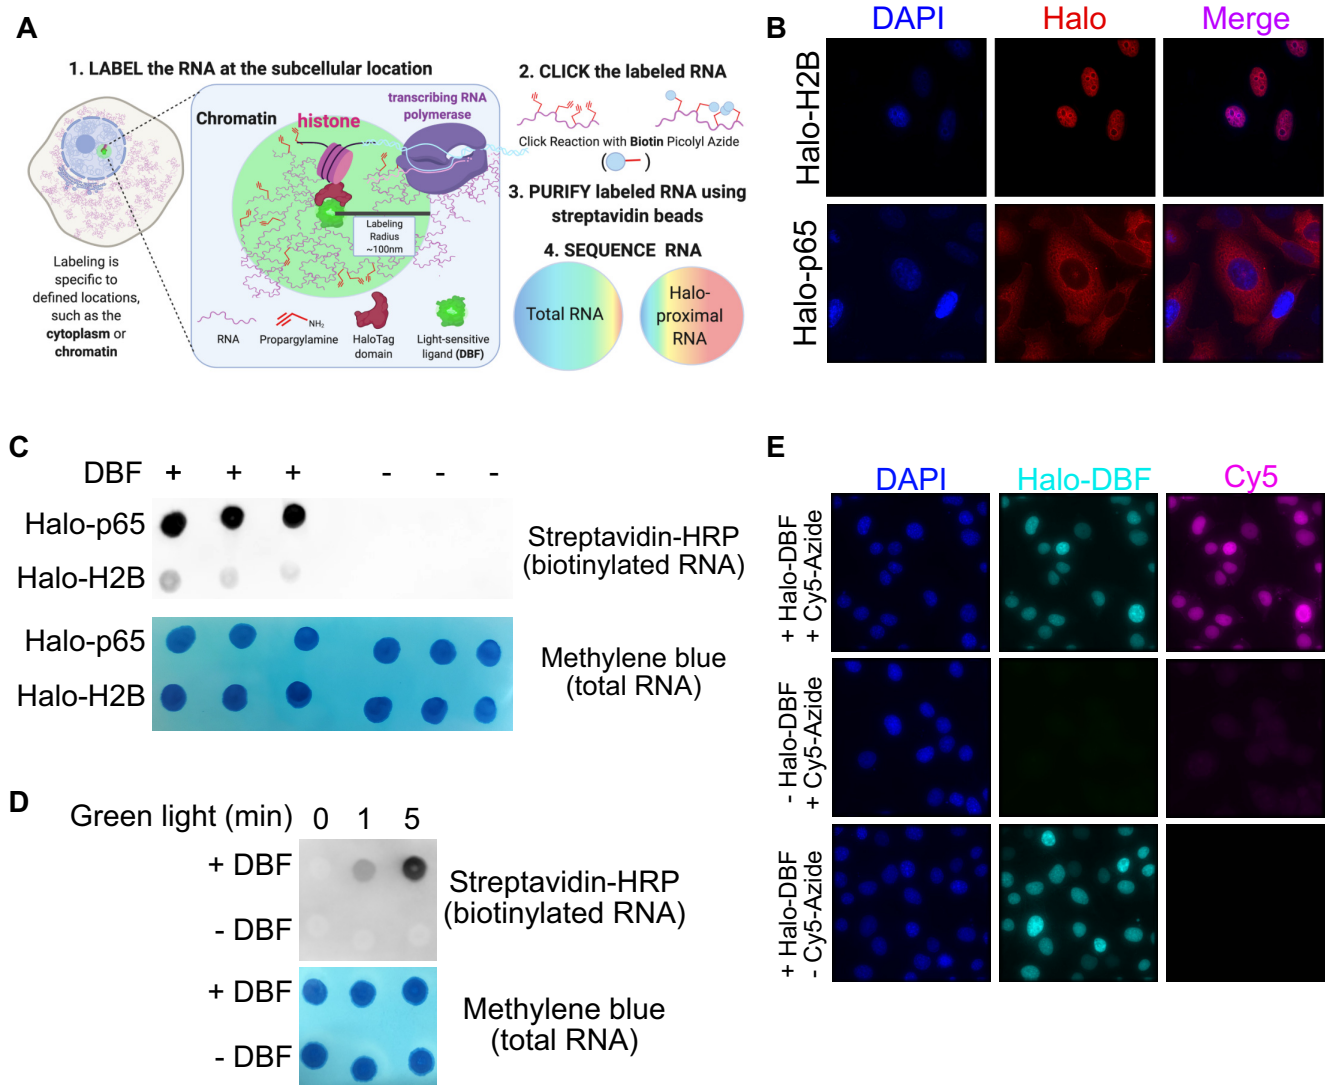 A
1. LABEL the RNA at the subcellular location
Chromatin
histone
transcribing RNA
polymerase
Labeling
Radius
~100nm
RNA
Propargylamine
NH₂
HaloTag
domain
Light-sensitive
ligand (DBF)
Labeling is
specific to
defined locations,
such as the
cytoplasm or
chromatin
2. CLICK the labeled RNA
Click Reaction with Biotin Picolyl Azide
( )
3. PURIFY labeled RNA using
streptavidin beads
4. SEQUENCE RNA
Total RNA
Halo-
proximal
RNA
B
DAPI Halo Merge
Halo-H2B
Halo-p65
C
DBF + + + - - -
Halo-p65
Halo-H2B
Streptavidin-HRP
(biotinylated RNA)
Halo-p65
Halo-H2B
Methylene blue
(total RNA)
D
Green light (min) 0 1 5
+ DBF
- DBF
Streptavidin-HRP
(biotinylated RNA)
+ DBF
- DBF
Methylene blue
(total RNA)
E
DAPI Halo-DBF Cy5
+ Halo-DBF
+ Cy5-Azide
- Halo-DBF
+ Cy5-Azide
+ Halo-DBF
- Cy5-Azide